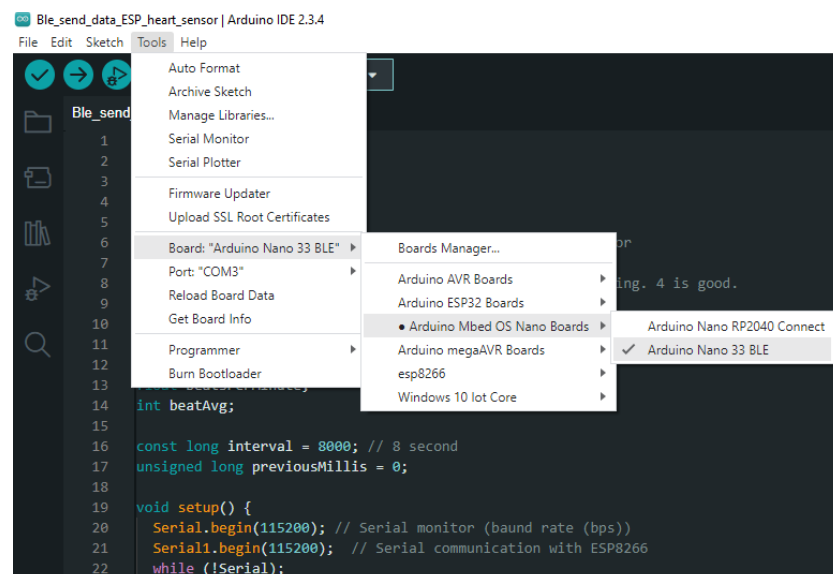 Ble_send_data_ESP_heart_sensor | Arduino IDE 2.3.4
File Edit Sketch Tools Help
Auto Format
Archive Sketch
Manage Libraries...
Serial Monitor
Serial Plotter
Firmware Updater
Upload SSL Root Certificates
Board: "Arduino Nano 33 BLE"
Port: "COM3"
Reload Board Data
Get Board Info
Programmer
Burn Bootloader
Boards Manager...
Arduino AVR Boards
Arduino ESP32 Boards
● Arduino Mbed OS Nano Boards
Arduino megaAVR Boards
esp8266
Windows 10 Iot Core
Arduino Nano RP2040 Connect
✓ Arduino Nano 33 BLE
Ble_send
1
2
3
4
5
6 or
7
8 ing. 4 is good.
9
10
11
12
13
14 int beatAvg;
15
16 const long interval = 8000; // 8 second
17 unsigned long previousMillis = 0;
18
19 void setup() {
20 Serial.begin(115200); // Serial monitor (baund rate (bps))
21 Serial1.begin(115200); // Serial communication with ESP8266
22 while (!Serial);